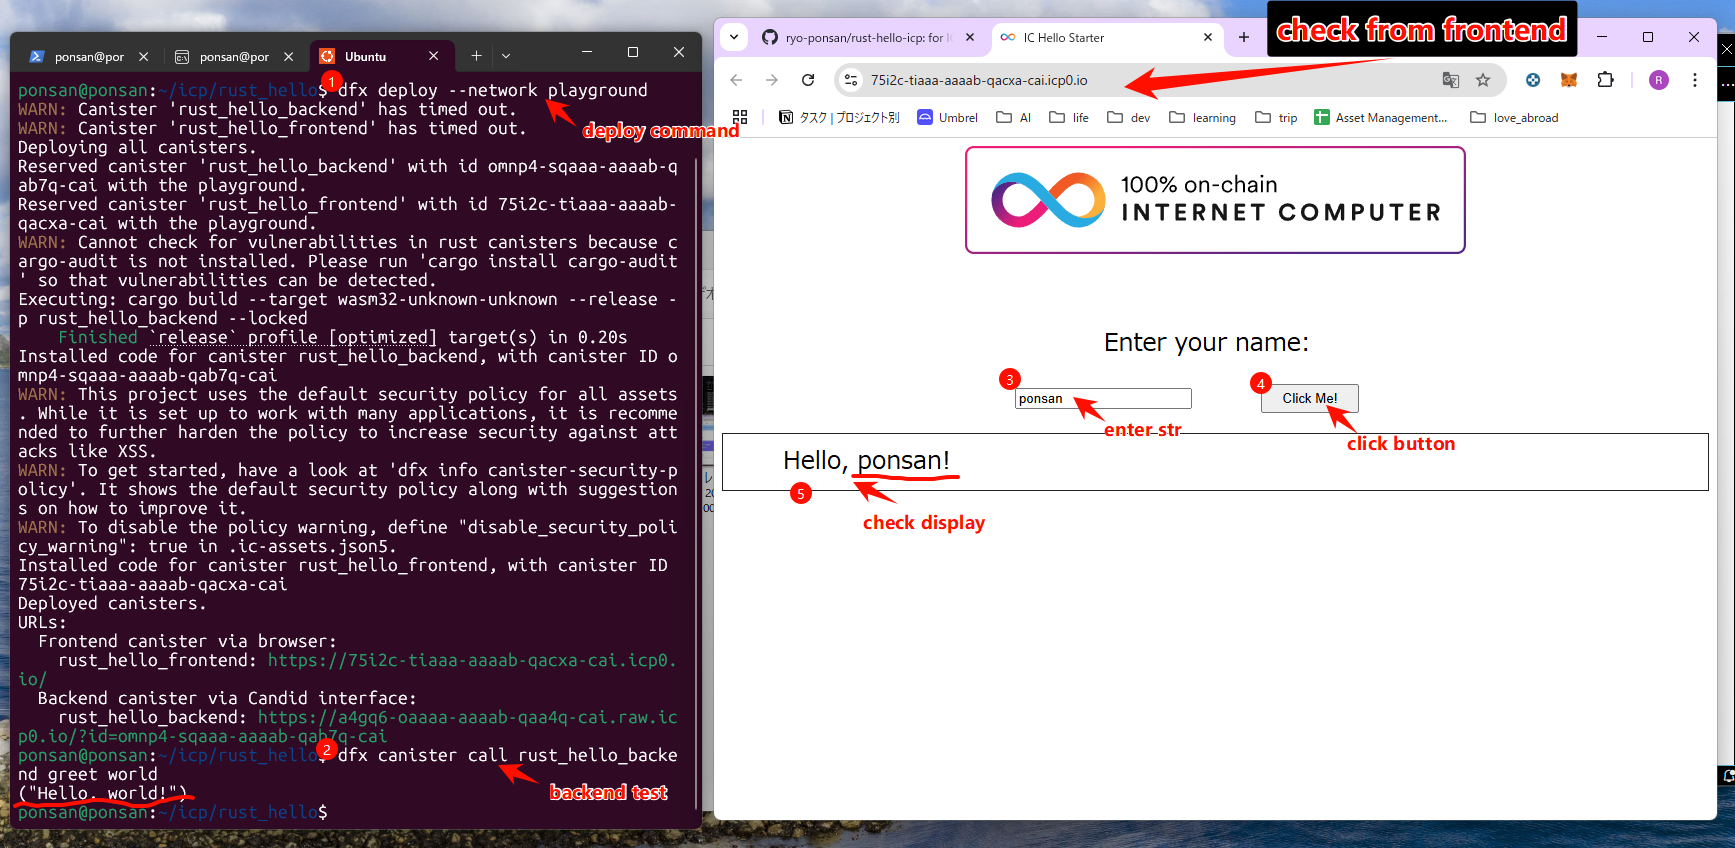 check from frontend
ponsan@por
ponsan@por
Ubuntu
1
ponsan@ponsan:~/icp/rust_hello$ dfx deploy --network playground
WARN: Canister 'rust_hello_backend' has timed out.
WARN: Canister 'rust_hello_frontend' has timed out.
deploy command
Deploying all canisters.
Reserved canister 'rust_hello_backend' with id omnp4-sqaaa-aaaab-q
ab7q-cai with the playground.
Reserved canister 'rust_hello_frontend' with id 75i2c-tiaaa-aaaab-
qacxa-cai with the playground.
WARN: Cannot check for vulnerabilities in rust canisters because c
argo-audit is not installed. Please run 'cargo install cargo-audit
' so that vulnerabilities can be detected.
Executing: cargo build --target wasm32-unknown-unknown --release -
p rust_hello_backend --locked
Finished `release` profile [optimized] target(s) in 0.20s
Installed code for canister rust_hello_backend, with canister ID o
mnp4-sqaaa-aaaab-qab7q-cai
WARN: This project uses the default security policy for all assets
. While it is set up to work with many applications, it is recomme
nded to further harden the policy to increase security against att
acks like XSS.
WARN: To get started, have a look at 'dfx info canister-security-p
olicy'. It shows the default security policy along with suggestion
s on how to improve it.
WARN: To disable the policy warning, define "disable_security_poli
cy_warning": true in .ic-assets.json5.
Installed code for canister rust_hello_frontend, with canister ID
75i2c-tiaaa-aaaab-qacxa-cai
Deployed canisters.
URLs:
Frontend canister via browser:
rust_hello_frontend: https://75i2c-tiaaa-aaaab-qacxa-cai.icp0.
io/
Backend canister via Candid interface:
rust_hello_backend: https://a4gq6-oaaaa-aaaab-qaa4q-cai.raw.ic
p0.io/?id=omnp4-sqaaa-aaaab-qab7q-cai
2
ponsan@ponsan:~/icp/rust_hello$ dfx canister call rust_hello_backe
nd greet world
("Hello, world!")
backend test
ponsan@ponsan:~/icp/rust_hello$
ryo-ponsan/rust-hello-icp: for I
IC Hello Starter
75i2c-tiaaa-aaaab-qacxa-cai.icp0.io
R
タスク | プロジェクト別
Umbrel
AI
life
dev
learning
trip
Asset Management...
love_abroad
100% on-chain
INTERNET COMPUTER
Enter your name:
3
ponsan
4
Click Me!
enter str
click button
Hello, ponsan!
5
check display